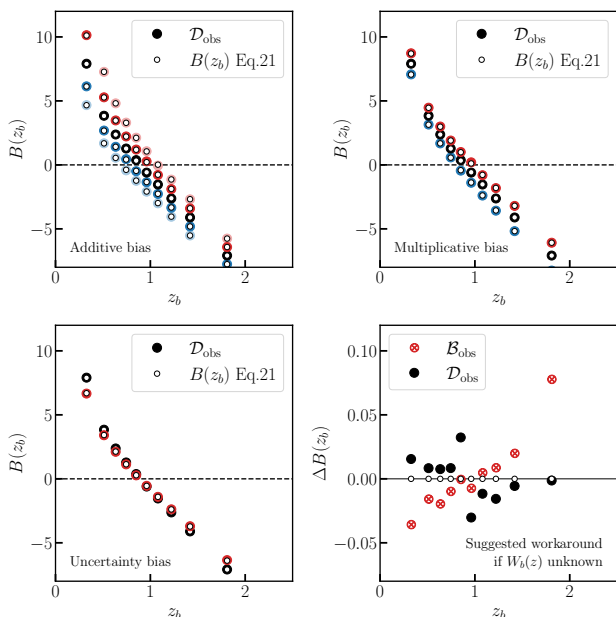 10
5
0
−5
B(z_b)
𝒟_obs
B(z_b) Eq.21
Additive bias
0
1
2
z_b
10
5
0
−5
B(z_b)
𝒟_obs
B(z_b) Eq.21
Multiplicative bias
0
1
2
z_b
10
5
0
−5
B(z_b)
𝒟_obs
B(z_b) Eq.21
Uncertainty bias
0
1
2
z_b
0.10
0.05
0.00
−0.05
ΔB(z_b)
ℬ_obs
𝒟_obs
Suggested workaround
if W_b(z) unknown
0
1
2
z_b